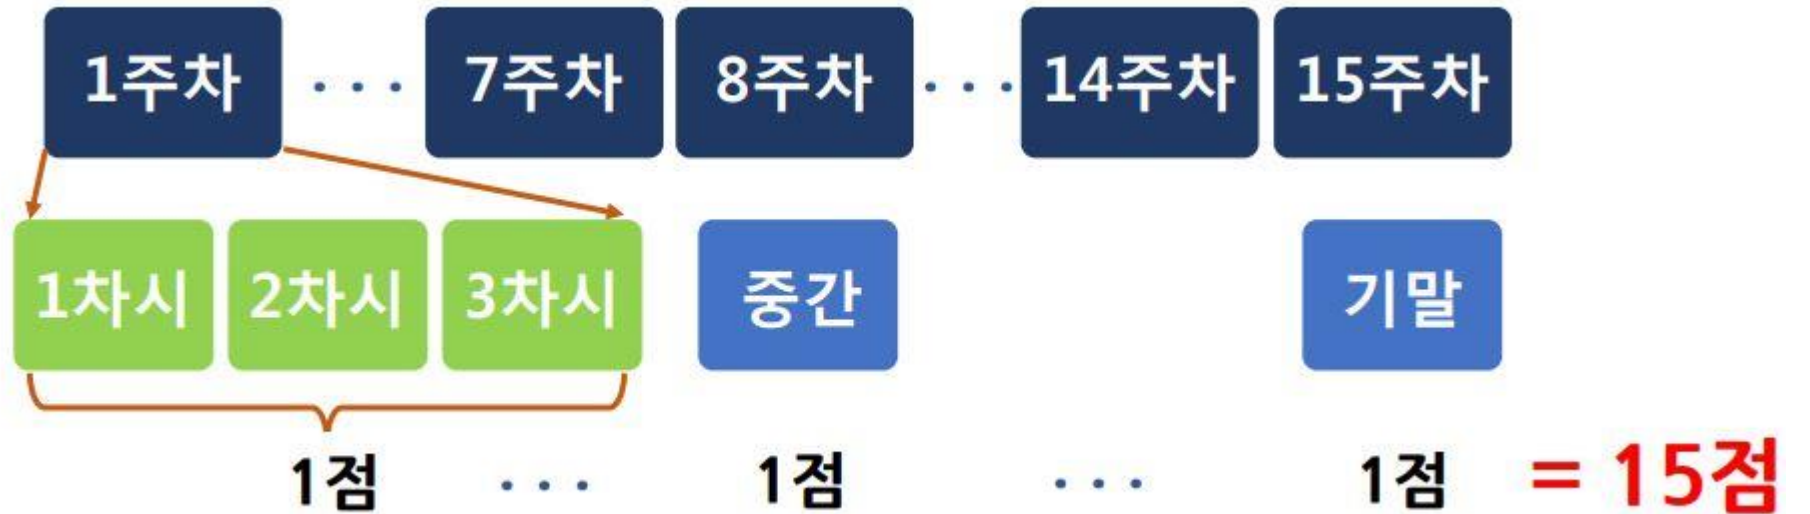 1주차 · · · 7주차 8주차 · · · 14주차 15주차
1차시 2차시 3차시 중간 기말
1점 · · · 1점 · · · 1점 = 15점